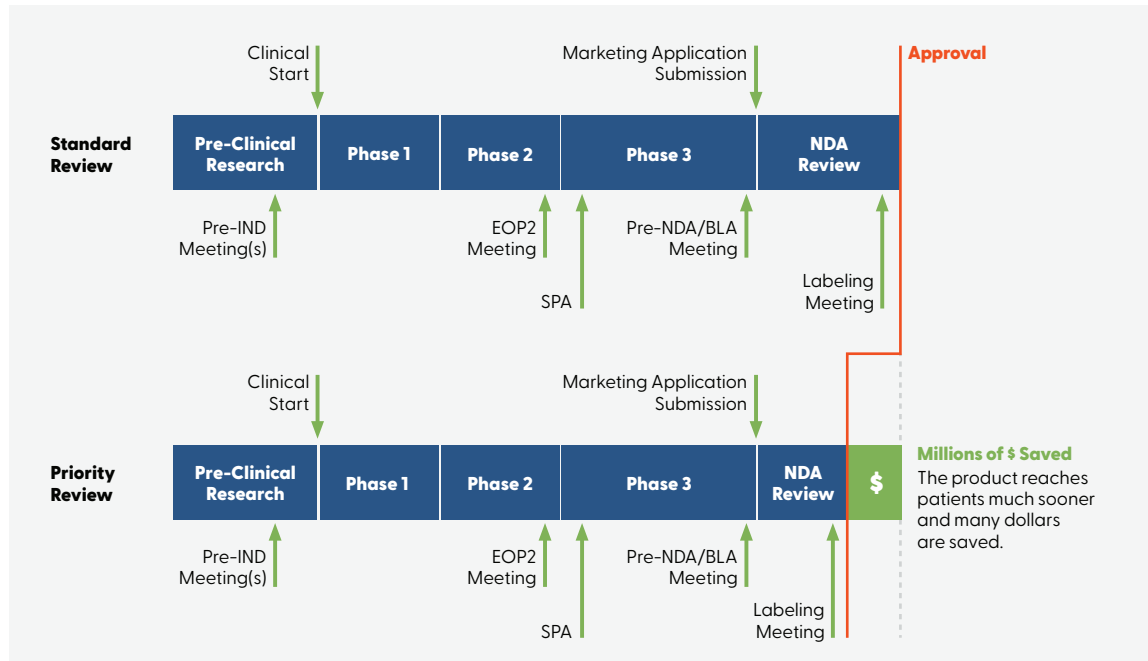 Clinical
Start
Marketing Application
Submission
Approval
Standard
Review
Pre-Clinical
Research
Phase 1
Phase 2
Phase 3
NDA
Review
Pre-IND
Meeting(s)
EOP2
Meeting
Pre-NDA/BLA
Meeting
SPA
Labeling
Meeting
Clinical
Start
Marketing Application
Submission
Priority
Review
Pre-Clinical
Research
Phase 1
Phase 2
Phase 3
NDA
Review
$
Millions of $ Saved
The product reaches
patients much sooner
and many dollars
are saved.
Pre-IND
Meeting(s)
EOP2
Meeting
Pre-NDA/BLA
Meeting
SPA
Labeling
Meeting